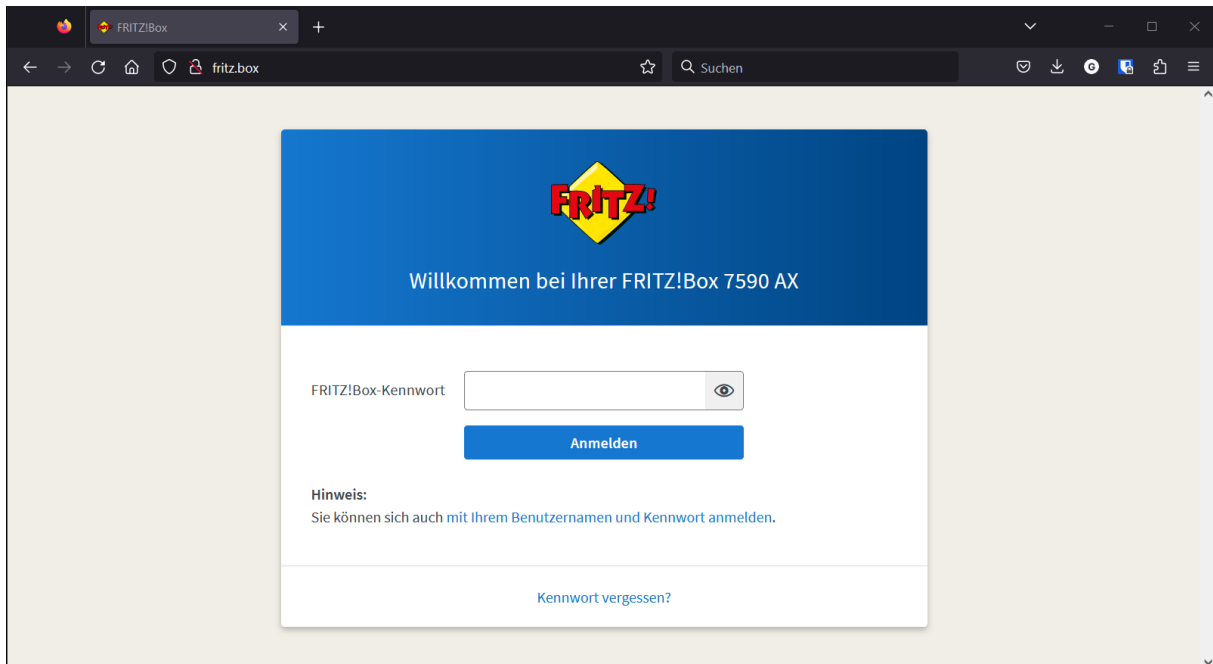 FRITZ!Box
fritz.box
Suchen
G
FRITZ!
Willkommen bei Ihrer FRITZ!Box 7590 AX
FRITZ!Box-Kennwort
Anmelden
Hinweis:
Sie können sich auch mit Ihrem Benutzernamen und Kennwort anmelden.
Kennwort vergessen?